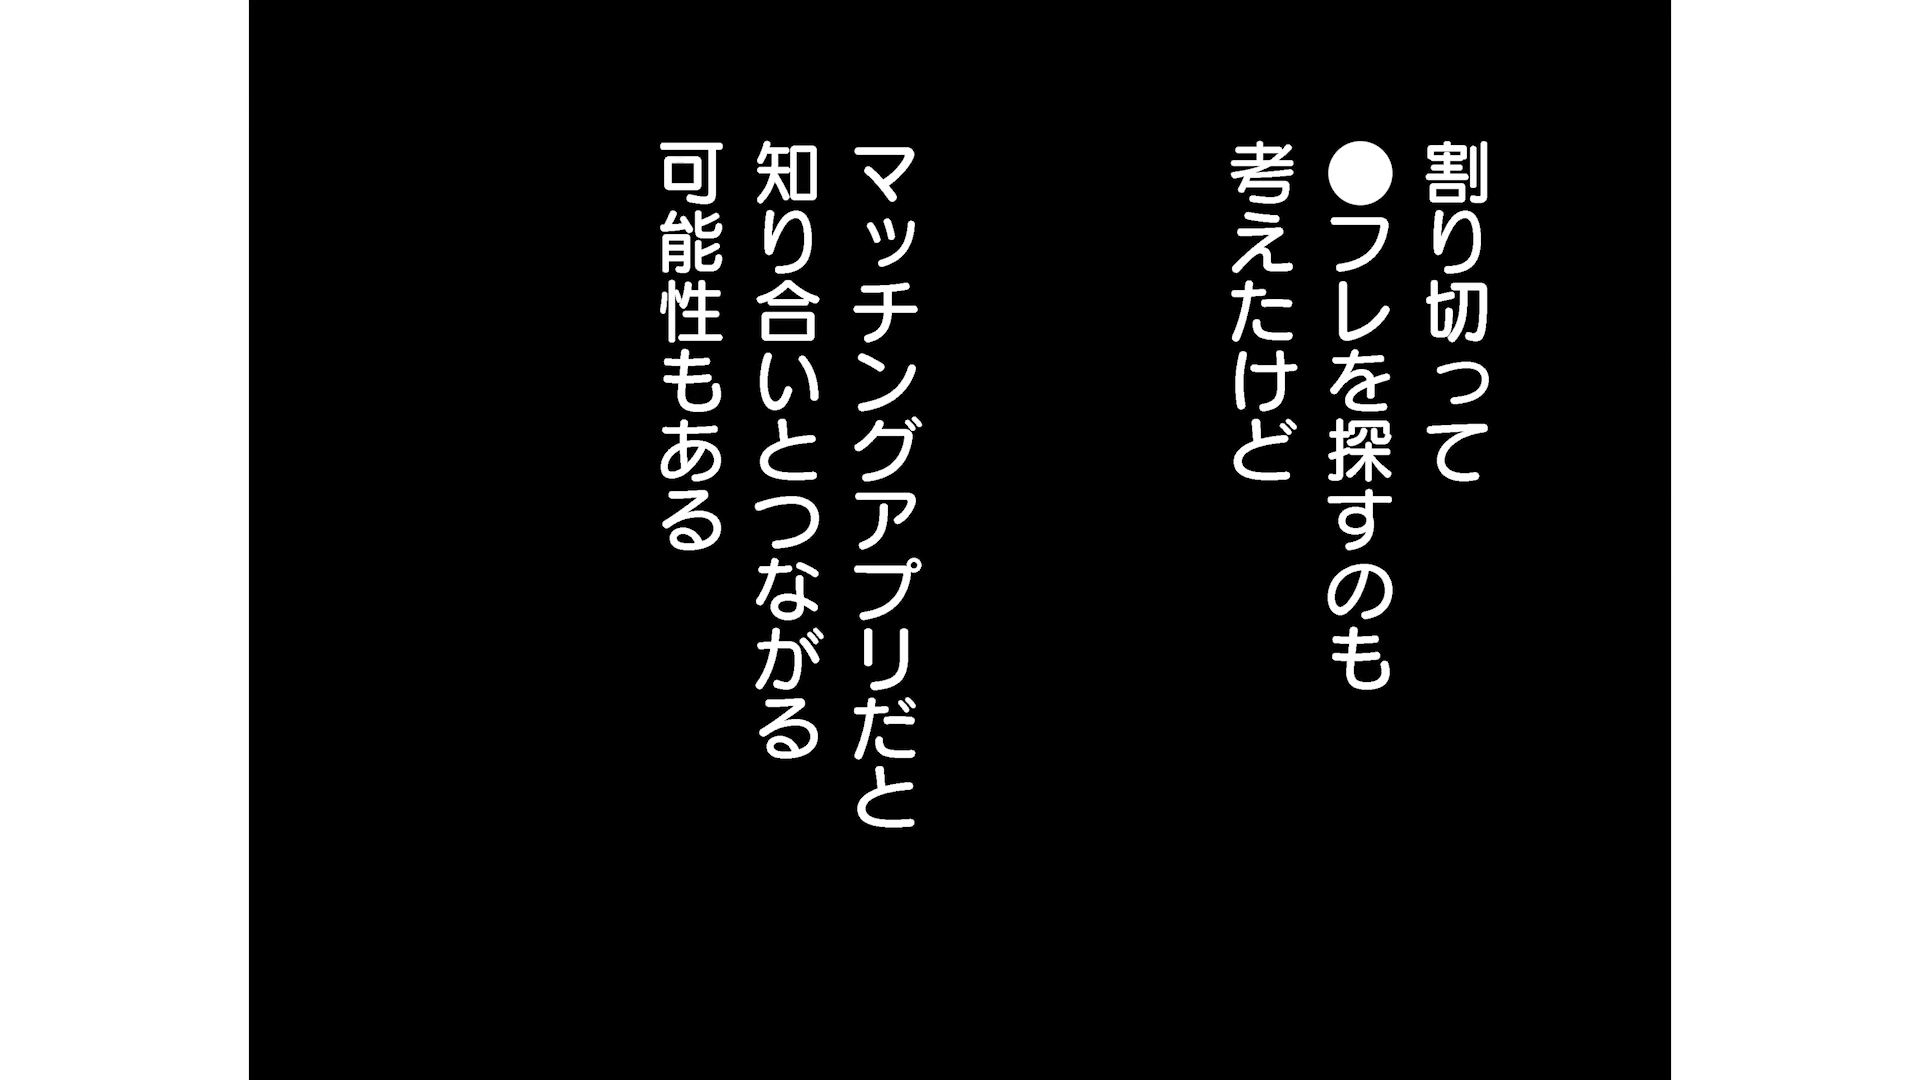 割り切って
●フレを探すのも
考えたけど
マッチングアプリだと
知り合いとつながる
可能性もある